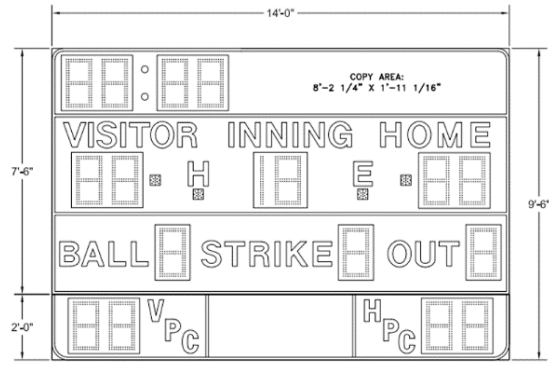 14'-0"
COPY AREA:
8'-2 1/4" X 1'-11 1/16"
VISITOR INNING HOME
7'-6"
H E
9'-6"
BALL STRIKE OUT
2'-0"
VPC HPC